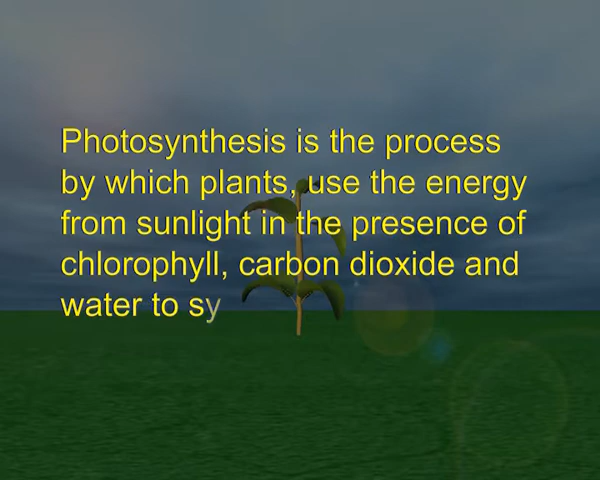 Photosynthesis is the process
by which plants, use the energy
from sunlight in the presence of
chlorophyll, carbon dioxide and
water to sy